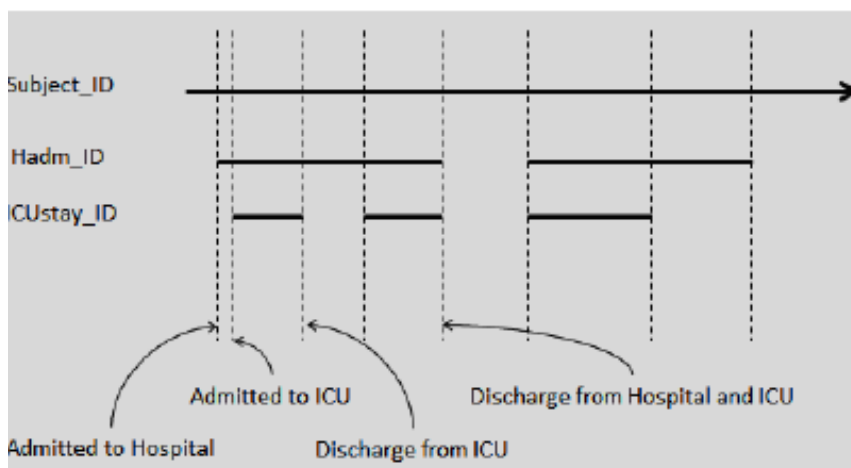 Subject_ID
Hadm_ID
ICUstay_ID
Admitted to ICU
Discharge from Hospital and ICU
Admitted to Hospital
Discharge from ICU